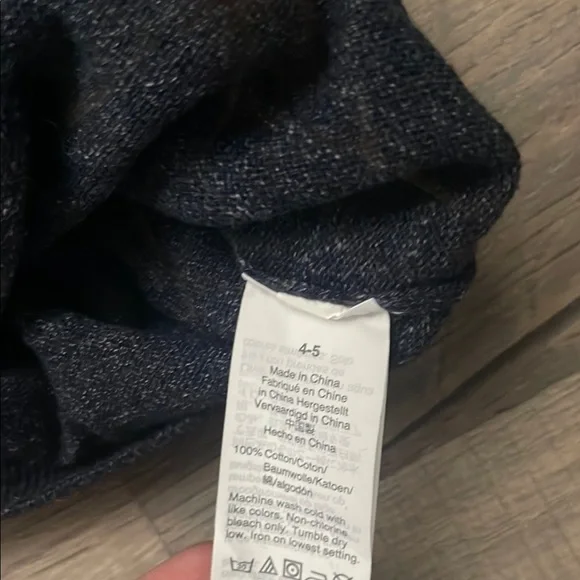 4-5
Made in China
Fabriqué en Chine
in China Hergestellt
Vervaardigd in China
中国製
Hecho en China
100% Cotton/Coton/
Baumwolle/Katoen/
綿/algodón
Machine wash cold with
like colors. Non-chlorine
bleach only. Tumble dry
low. Iron on lowest setting.